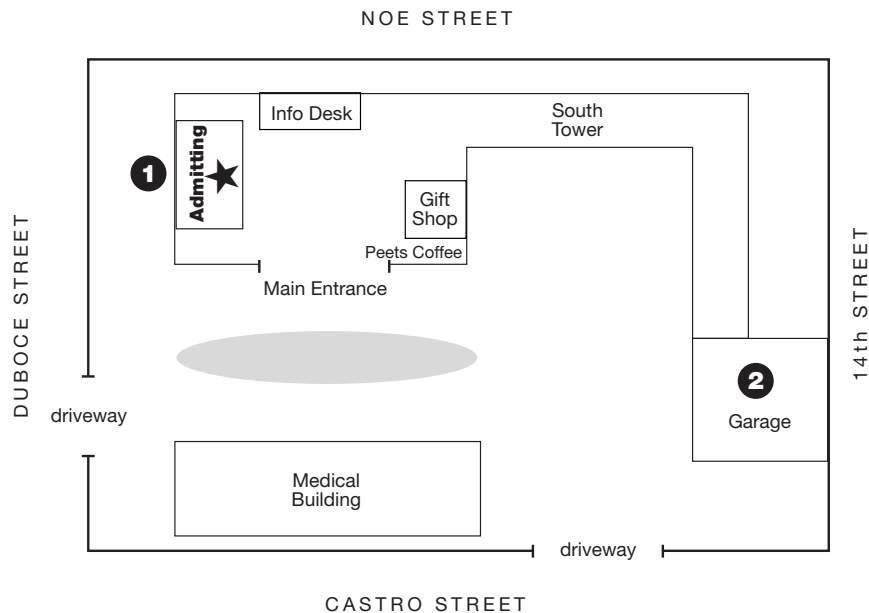 NOE STREET
Info Desk
South
Tower
1
Admitting
Gift
Shop
Peets Coffee
Main Entrance
DUBOCE STREET
14th STREET
2
Garage
driveway
Medical
Building
driveway
CASTRO STREET